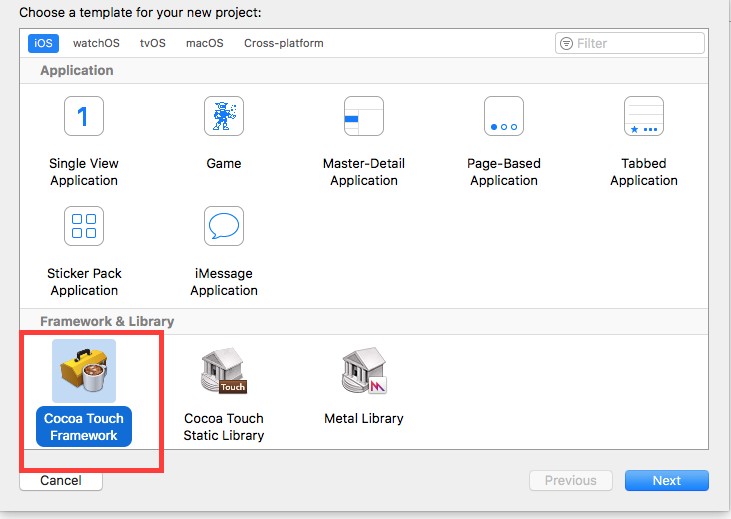 Choose a template for your new project:
iOS watchOS tvOS macOS Cross-platform Filter
Application
1
Single View Application
Game
Master-Detail Application
Page-Based Application
Tabbed Application
Sticker Pack Application
iMessage Application
Framework & Library
Cocoa Touch Framework
Touch
Cocoa Touch Static Library
Metal Library
Cancel Previous Next